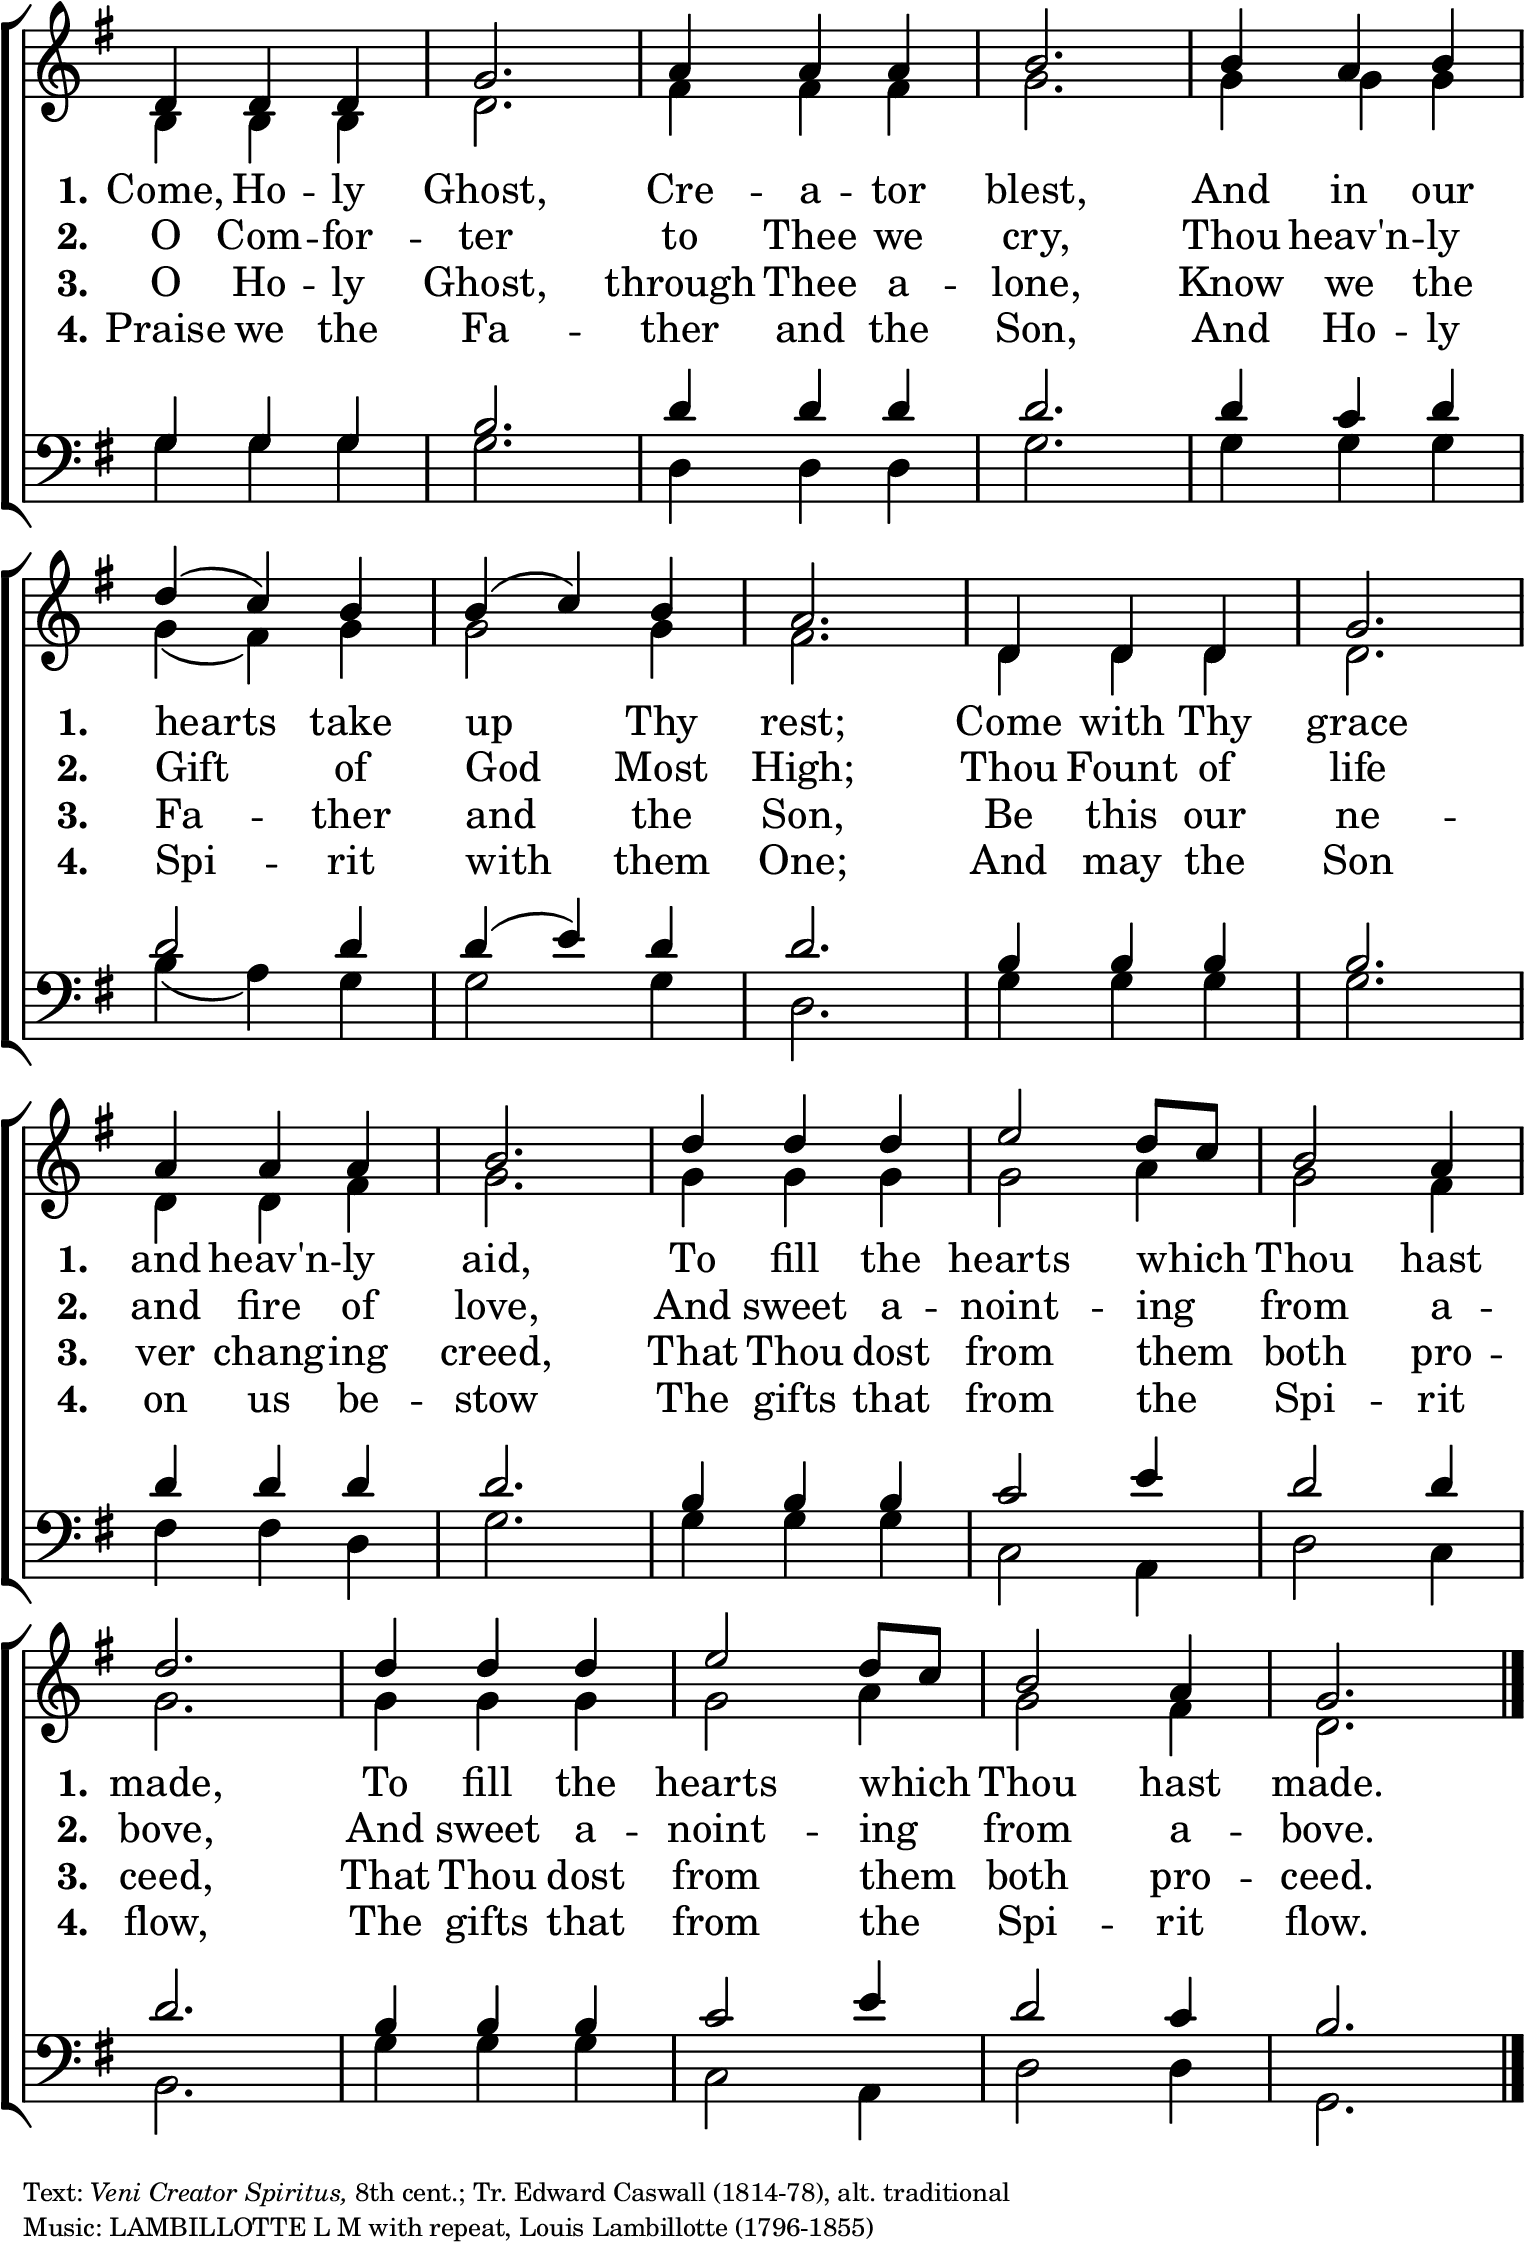 1. Come, Ho -- ly Ghost, Cre -- a -- tor blest, And in our
2. O Com -- for -- ter to Thee we cry, Thou heav'n -- ly
3. O Ho -- ly Ghost, through Thee a -- lone, Know we the
4. Praise we the Fa -- ther and the Son, And Ho -- ly
1. hearts take up Thy rest; Come with Thy grace
2. Gift of God Most High; Thou Fount of life
3. Fa -- ther and the Son, Be this our ne --
4. Spi -- rit with them One; And may the Son
1. and heav'n -- ly aid, To fill the hearts which Thou hast
2. and fire of love, And sweet a -- noint -- ing from a --
3. ver chang -- ing creed, That Thou dost from them both pro --
4. on us be -- stow The gifts that from the Spi -- rit
1. made, To fill the hearts which Thou hast made.
2. bove, And sweet a -- noint -- ing from a -- bove.
3. ceed, That Thou dost from them both pro -- ceed.
4. flow, The gifts that from the Spi -- rit flow.
Text: Veni Creator Spiritus, 8th cent.; Tr. Edward Caswall (1814-78), alt. traditional
Music: LAMBILLOTTE L M with repeat, Louis Lambillotte (1796-1855)